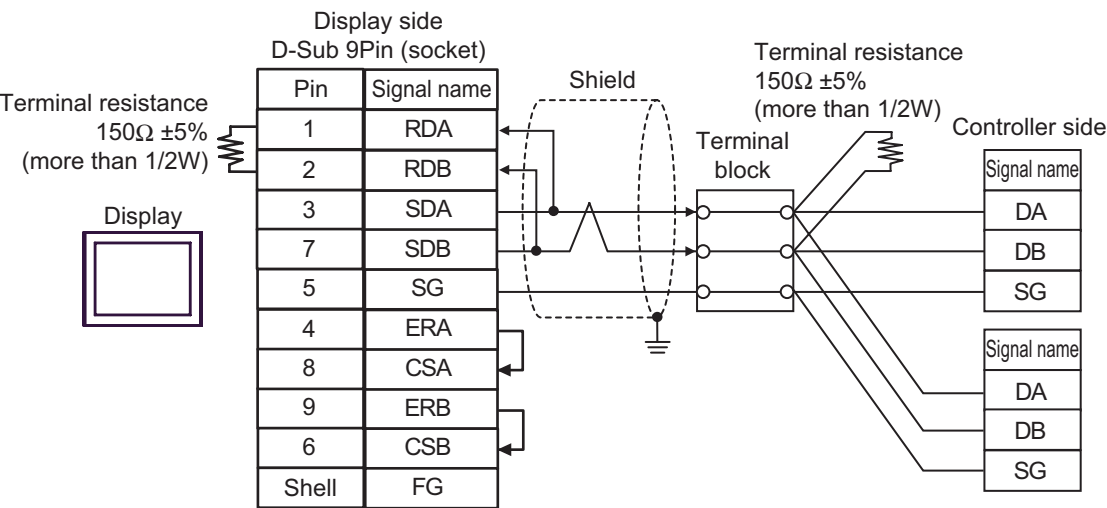 Display side
D-Sub 9Pin (socket)
Terminal resistance
150Ω ±5%
(more than 1/2W)
Display
Pin Signal name
1 RDA
2 RDB
3 SDA
7 SDB
5 SG
4 ERA
8 CSA
9 ERB
6 CSB
Shell FG
Shield
Terminal
block
Terminal resistance
150Ω ±5%
(more than 1/2W)
Controller side
Signal name
DA
DB
SG
Signal name
DA
DB
SG